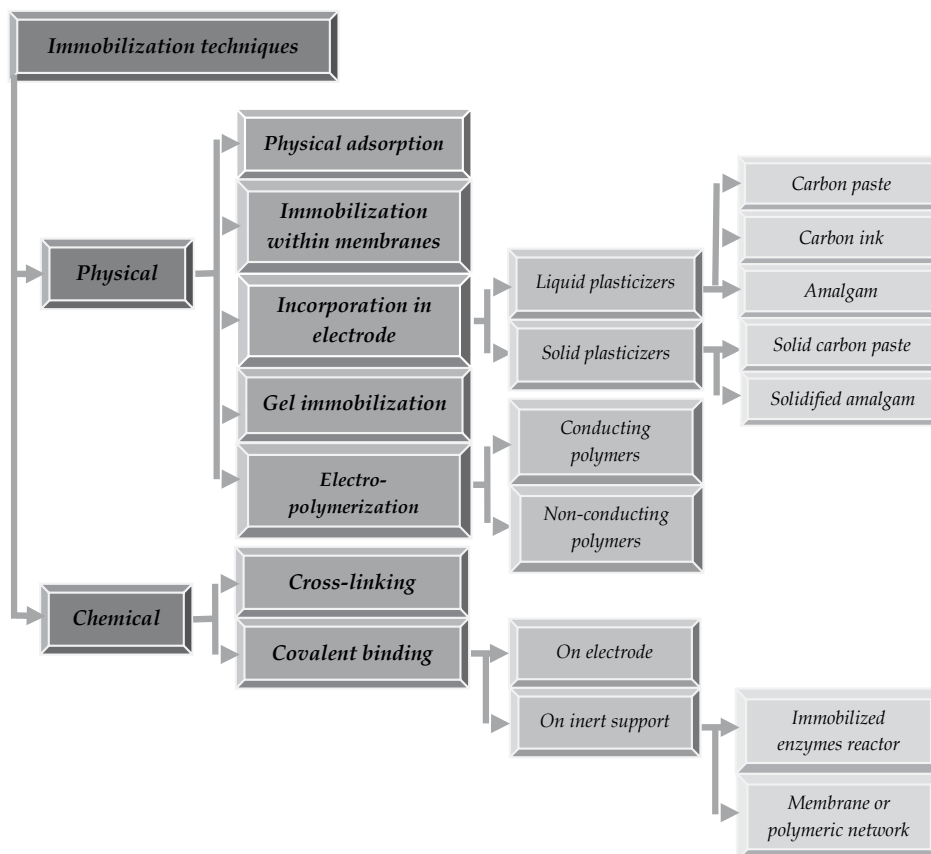 Immobilization techniques
Physical
Physical adsorption
Immobilization
within membranes
Incorporation in
electrode
Liquid plasticizers
Carbon paste
Carbon ink
Amalgam
Solid plasticizers
Solid carbon paste
Solidified amalgam
Gel immobilization
Electro-
polymerization
Conducting
polymers
Non-conducting
polymers
Chemical
Cross-linking
Covalent binding
On electrode
On inert support
Immobilized
enzymes reactor
Membrane or
polymeric network